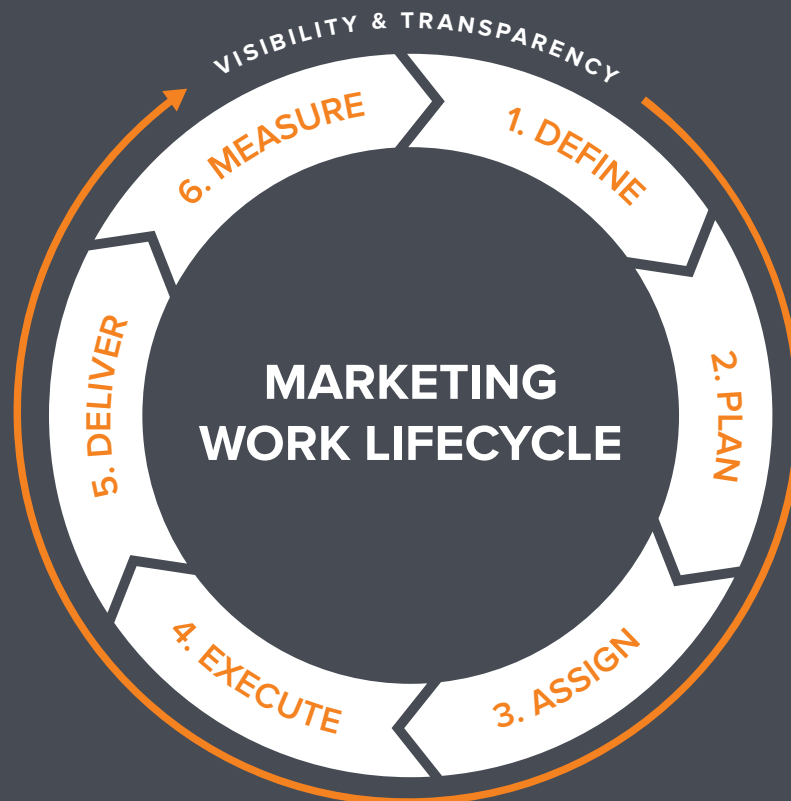 VISIBILITY & TRANSPARENCY
1. DEFINE
2. PLAN
3. ASSIGN
4. EXECUTE
5. DELIVER
6. MEASURE
MARKETING
WORK LIFECYCLE